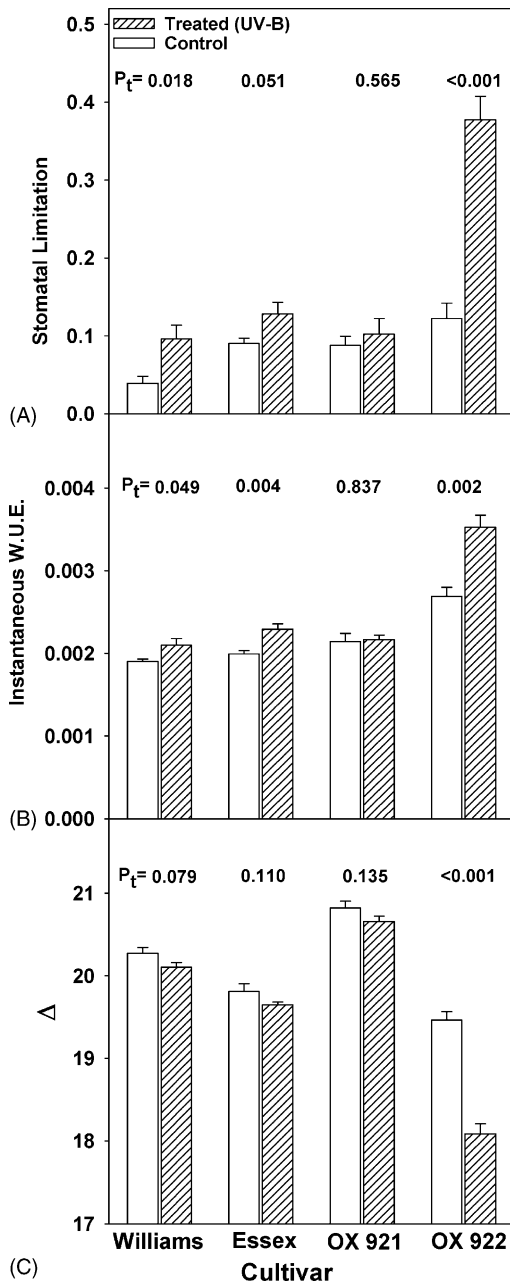 0.5
Treated (UV-B)
Control
Pt= 0.018 0.051 0.565 <0.001
0.4
0.3
Stomatal Limitation
0.2
0.1
(A) 0.0
0.004
Pt= 0.049 0.004 0.837 0.002
0.003
Instantaneous W.U.E.
0.002
0.001
(B) 0.000
Pt= 0.079 0.110 0.135 <0.001
21
20
Δ
19
18
17
Williams Essex OX 921 OX 922
(C) Cultivar